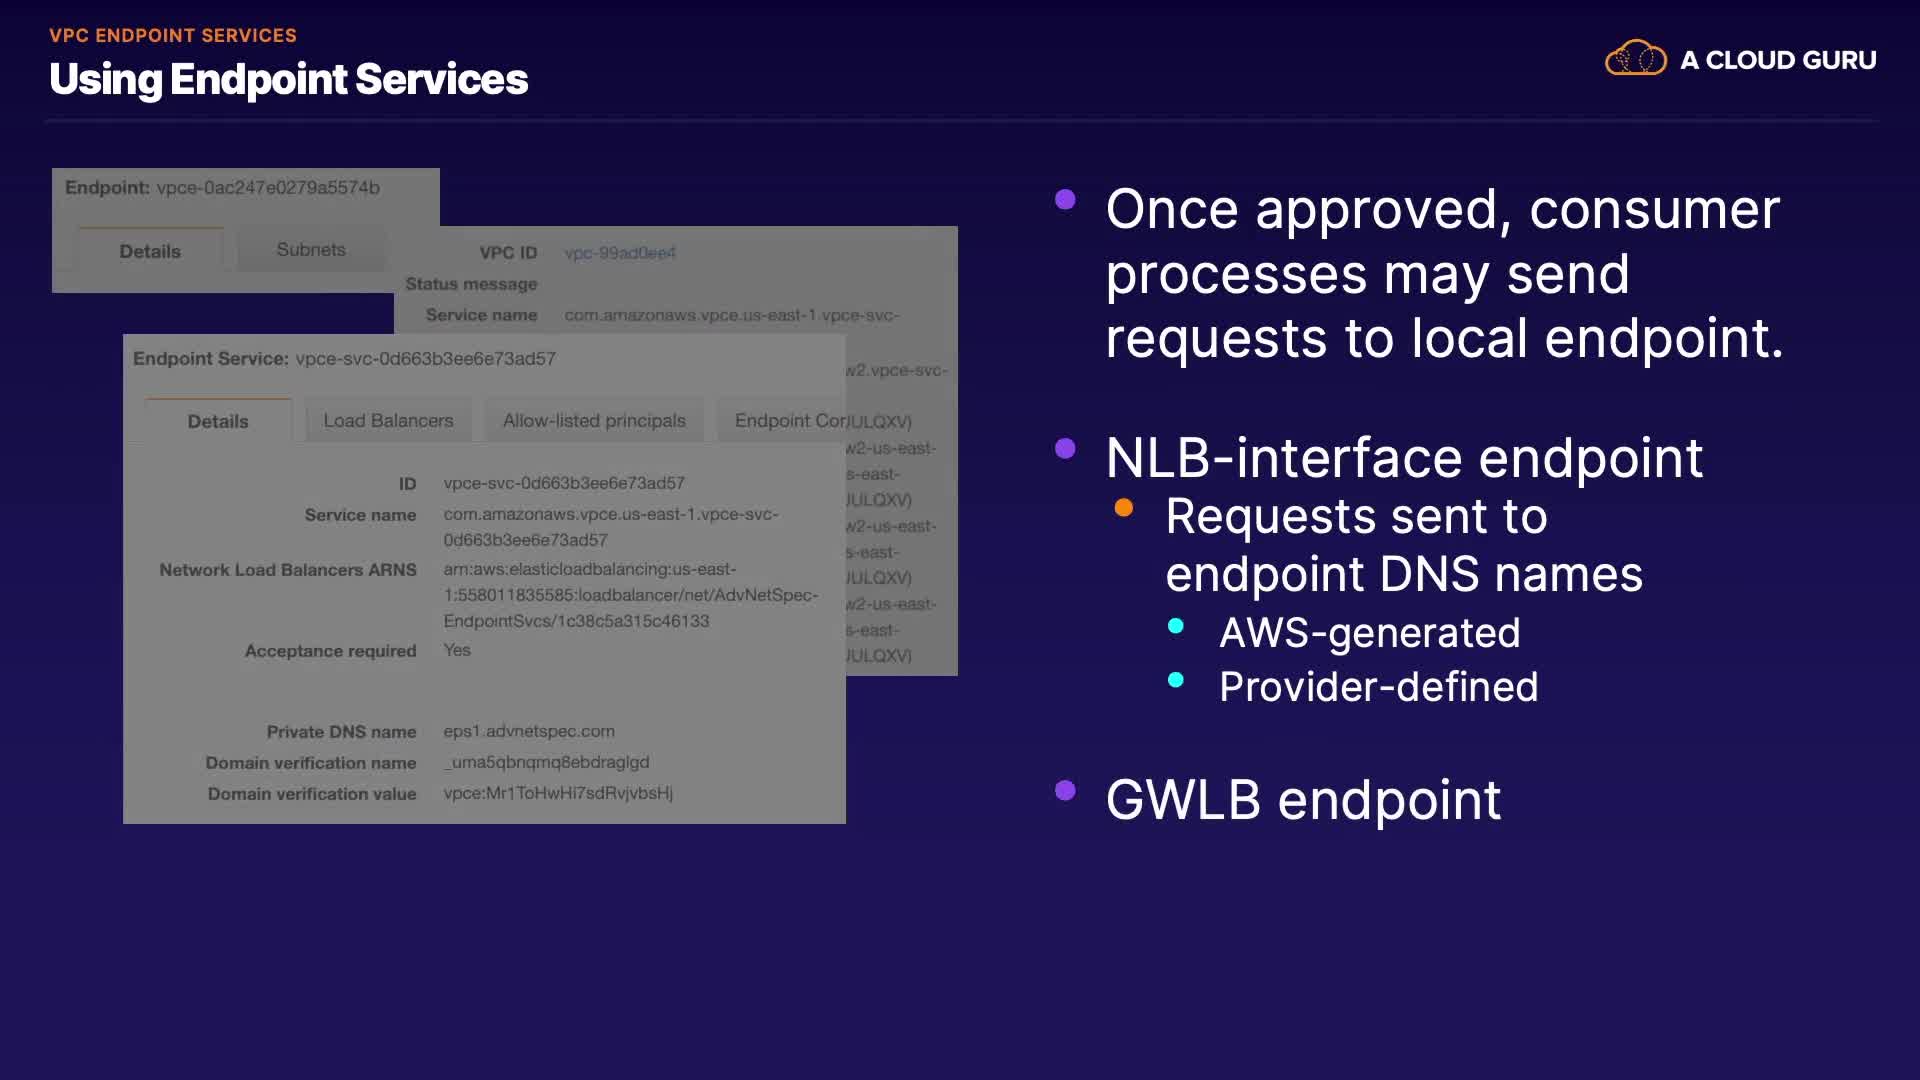 VPC ENDPOINT SERVICES
Using Endpoint Services
A CLOUD GURU
Endpoint: vpce-0ac247e0279a5574b
Details
Subnets
VPC ID vpc-99ad0ee4
Status message
Service name com.amazonaws.vpce.us-east-1.vpce-svc-
w2.vpce-svc-
JULQXV)
w2-us-east-
s-east-
JULQXV)
w2-us-east-
s-east-
JULQXV)
w2-us-east-
s-east-
JULQXV)
Endpoint Service: vpce-svc-0d663b3ee6e73ad57
Details
Load Balancers
Allow-listed principals
Endpoint Cor
ID vpce-svc-0d663b3ee6e73ad57
Service name com.amazonaws.vpce.us-east-1.vpce-svc-
0d663b3ee6e73ad57
Network Load Balancers ARNS arn:aws:elasticloadbalancing:us-east-
1:558011835585:loadbalancer/net/AdvNetSpec-
EndpointSvcs/1c38c5a315c46133
Acceptance required Yes
Private DNS name eps1.advnetspec.com
Domain verification name _uma5qbnqmq8ebdraglgd
Domain verification value vpce:Mr1ToHwHi7sdRvjvbsHj
• Once approved, consumer
processes may send
requests to local endpoint.
• NLB-interface endpoint
• Requests sent to
endpoint DNS names
• AWS-generated
• Provider-defined
• GWLB endpoint